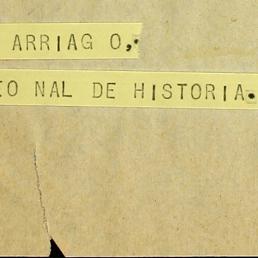 ARRIAG O,
IO NAL DE HISTORIA.